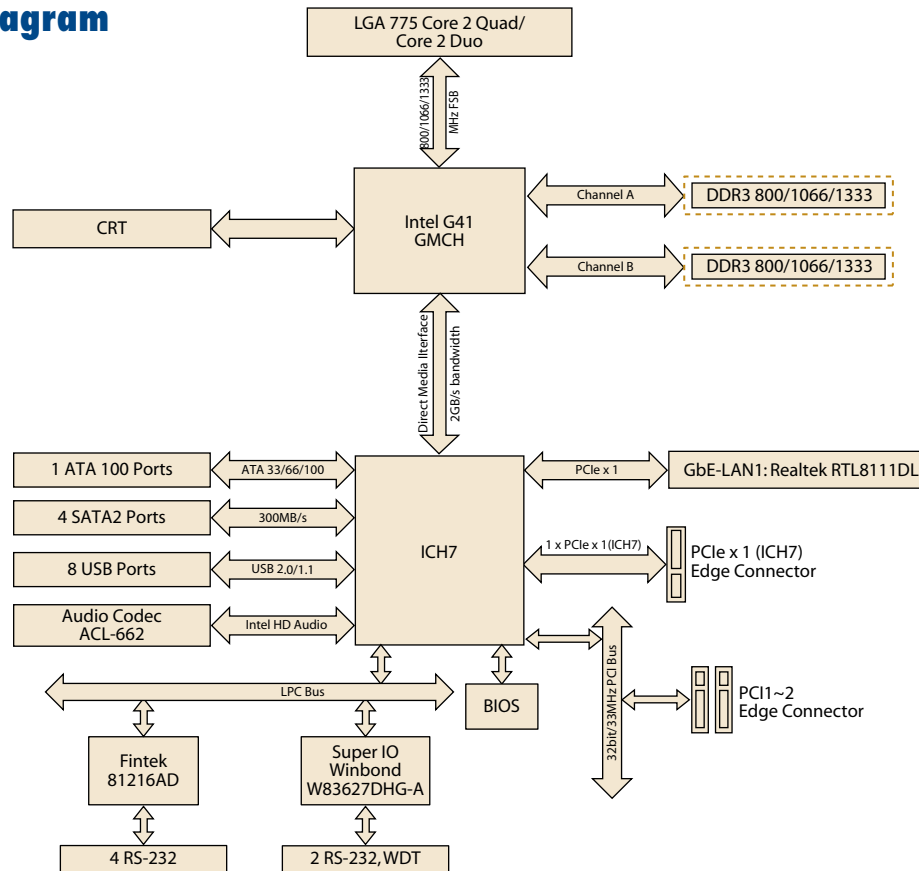 agram
LGA 775 Core 2 Quad/
Core 2 Duo
800/1066/1333
MHz FSB
CRT
Intel G41
GMCH
Channel A
DDR3 800/1066/1333
Channel B
DDR3 800/1066/1333
Direct Media IIterface
2GB/s bandwidth
1 ATA 100 Ports
ATA 33/66/100
4 SATA2 Ports
300MB/s
8 USB Ports
USB 2.0/1.1
Audio Codec
ACL-662
Intel HD Audio
ICH7
PCIe x 1
GbE-LAN1: Realtek RTL8111DL
1 x PCIe x 1(ICH7)
PCIe x 1 (ICH7)
Edge Connector
32bit/33MHz PCI Bus
PCI1~2
Edge Connector
LPC Bus
BIOS
Fintek
81216AD
Super IO
Winbond
W83627DHG-A
4 RS-232
2 RS-232, WDT